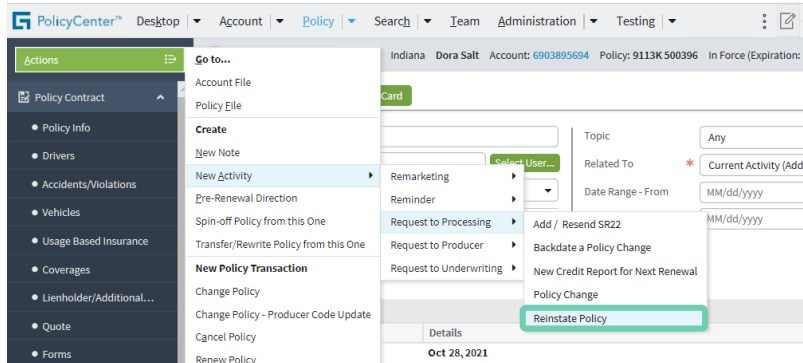 PolicyCenter™ Desktop Account Policy Search Team Administration Testing
Actions
Indiana Dora Salt Account: 6903895694 Policy: 9113K 500396 In Force (Expiration:
Policy Contract
Policy Info
Drivers
Accidents/Violations
Vehicles
Usage Based Insurance
Coverages
Lienholder/Additional...
Quote
Forms
Go to...
Account File
Policy File
Create
New Note
New Activity
Pre-Renewal Direction
Spin-off Policy from this One
Transfer/Rewrite Policy from this One
New Policy Transaction
Change Policy
Change Policy - Producer Code Update
Cancel Policy
Renew Policy
Remarketing
Reminder
Request to Processing
Request to Producer
Request to Underwriting
Add / Resend SR22
Backdate a Policy Change
New Credit Report for Next Renewal
Policy Change
Reinstate Policy
Card
Select User...
Topic Any
Related To * Current Activity (Add
Date Range - From MM/dd/yyyy
MM/dd/yyyy
Details
Oct 28, 2021